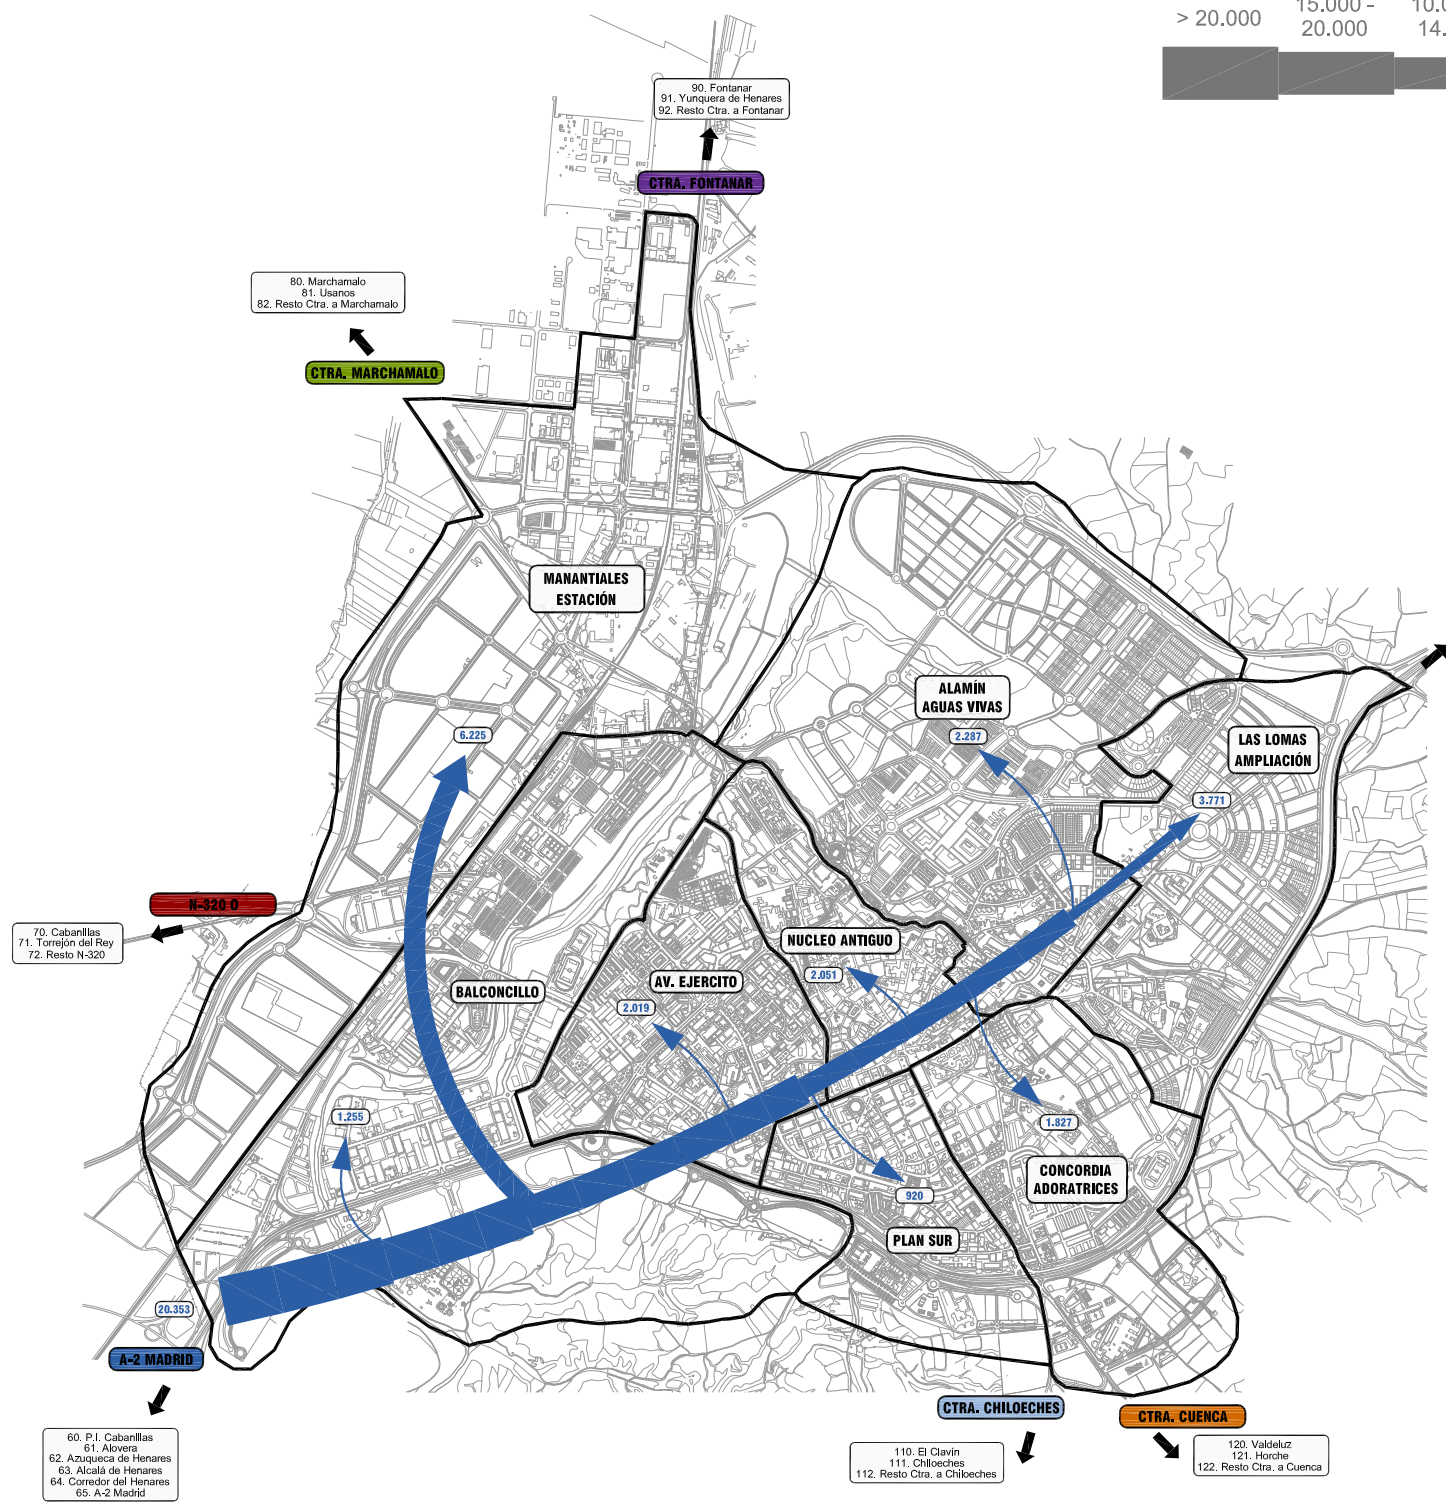 > 20.000
15.000 -
20.000
90. Fontanar
91. Yunquera de Henares
92. Resto Ctra. a Fontanar
CTRA. FONTANAR
80. Marchamalo
81. Usanos
82. Resto Ctra. a Marchamalo
CTRA. MARCHAMALO
MANANTIALES
ESTACIÓN
ALAMÍN
AGUAS VIVAS
2.287
6.225
LAS LOMAS
AMPLIACIÓN
3.771
N-320 O
70. Cabanillas
71. Torrejón del Rey
72. Resto N-320
NUCLEO ANTIGUO
2.051
AV. EJERCITO
2.019
BALCONCILLO
1.255
1.827
CONCORDIA
ADORATRICES
920
PLAN SUR
20.353
A-2 MADRID
60. P.I. Cabanillas
61. Alovera
62. Azuqueca de Henares
63. Alcalá de Henares
64. Corredor del Henares
65. A-2 Madrid
CTRA. CHILOECHES
110. El Clavin
111. Chiloeches
112. Resto Ctra. a Chiloeches
CTRA. CUENCA
120. Valdeluz
121. Horche
122. Resto Ctra. a Cuenca